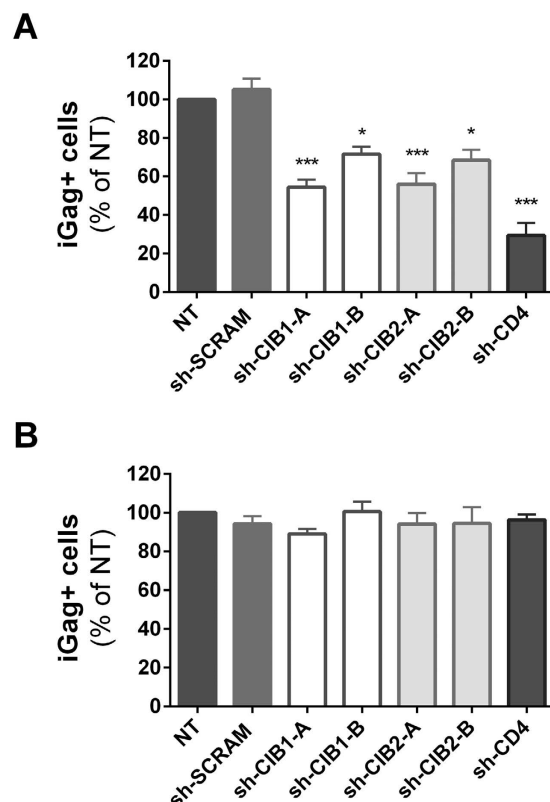 A
iGag+ cells
(% of NT)
120
100
80
60
40
20
0
***
*
***
*
***
NT
sh-SCRAM
sh-CIB1-A
sh-CIB1-B
sh-CIB2-A
sh-CIB2-B
sh-CD4
B
iGag+ cells
(% of NT)
120
100
80
60
40
20
0
NT
sh-SCRAM
sh-CIB1-A
sh-CIB1-B
sh-CIB2-A
sh-CIB2-B
sh-CD4